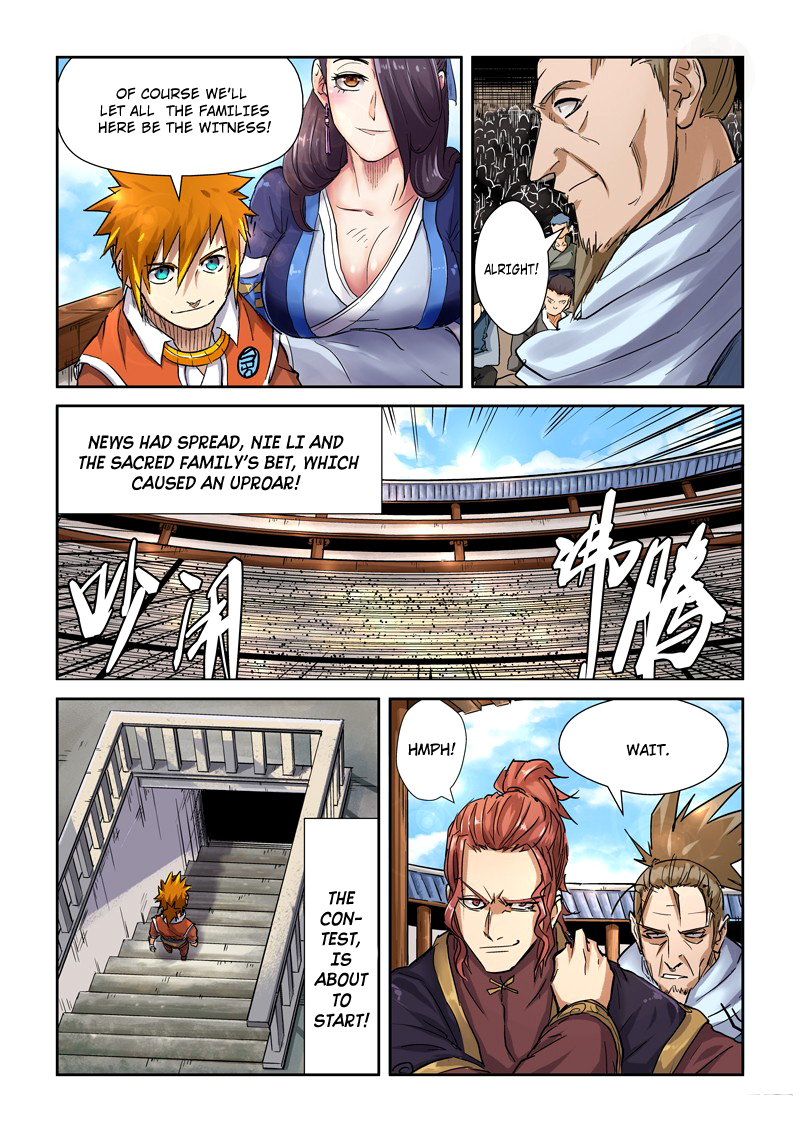 OF COURSE WE'LL
LET ALL THE FAMILIES
HERE BE THE WITNESS!
ALRIGHT!
NEWS HAD SPREAD, NIE LI AND
THE SACRED FAMILY'S BET, WHICH
CAUSED AN UPROAR!
吵闹
沸腾
HMPH!
WAIT.
THE
CON-
TEST,
IS
ABOUT
TO
START!